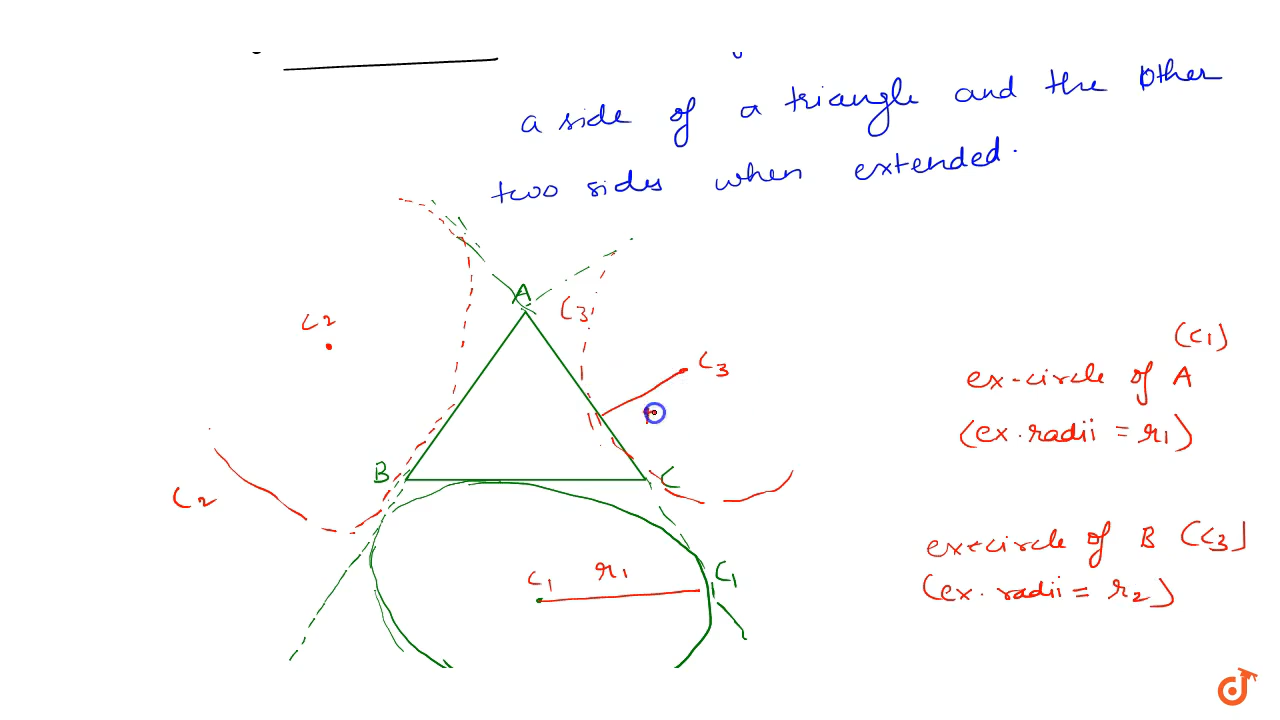 a side of a triangle and the other
two sides when extended.
A
C3
C2
C3
(C1)
ex-circle of A
(ex. radii = r1)
B
C
C2
ex-circle of B (C3)
(ex. radii = r2)
C1
r1
C1